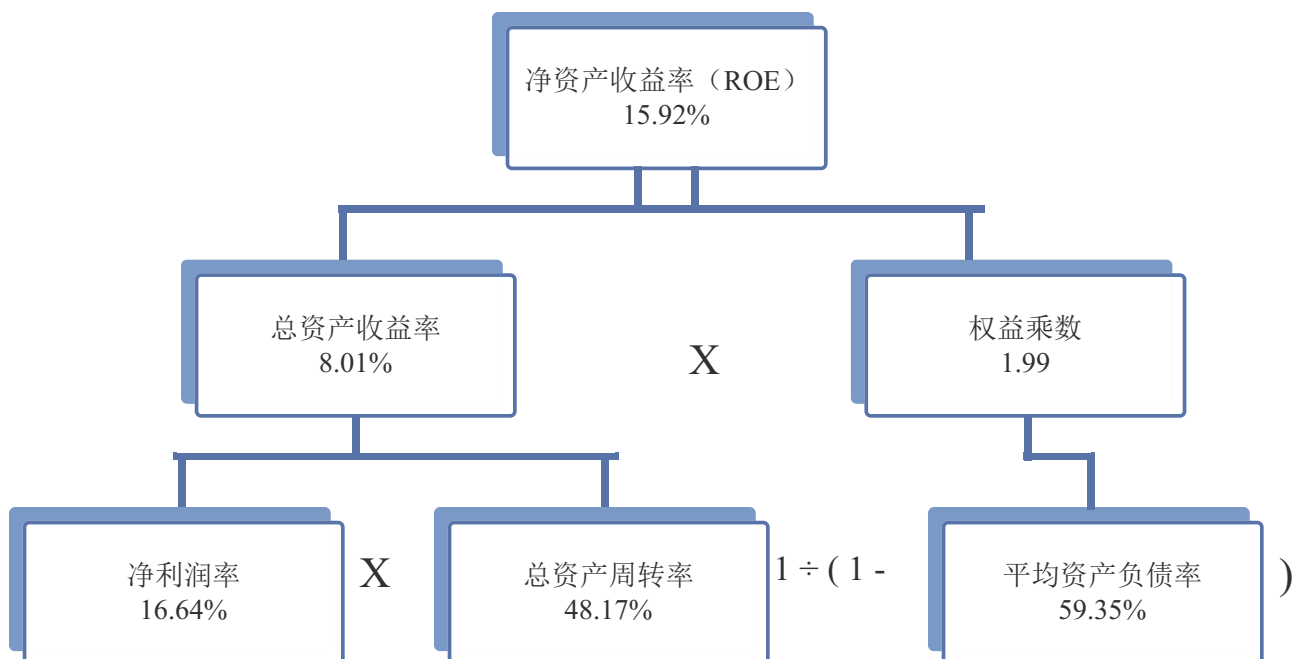 净资产收益率（ROE）
15.92%
总资产收益率
8.01%
X
权益乘数
1.99
净利润率
16.64%
X
总资产周转率
48.17%
1 ÷ ( 1 -
平均资产负债率
59.35%
)